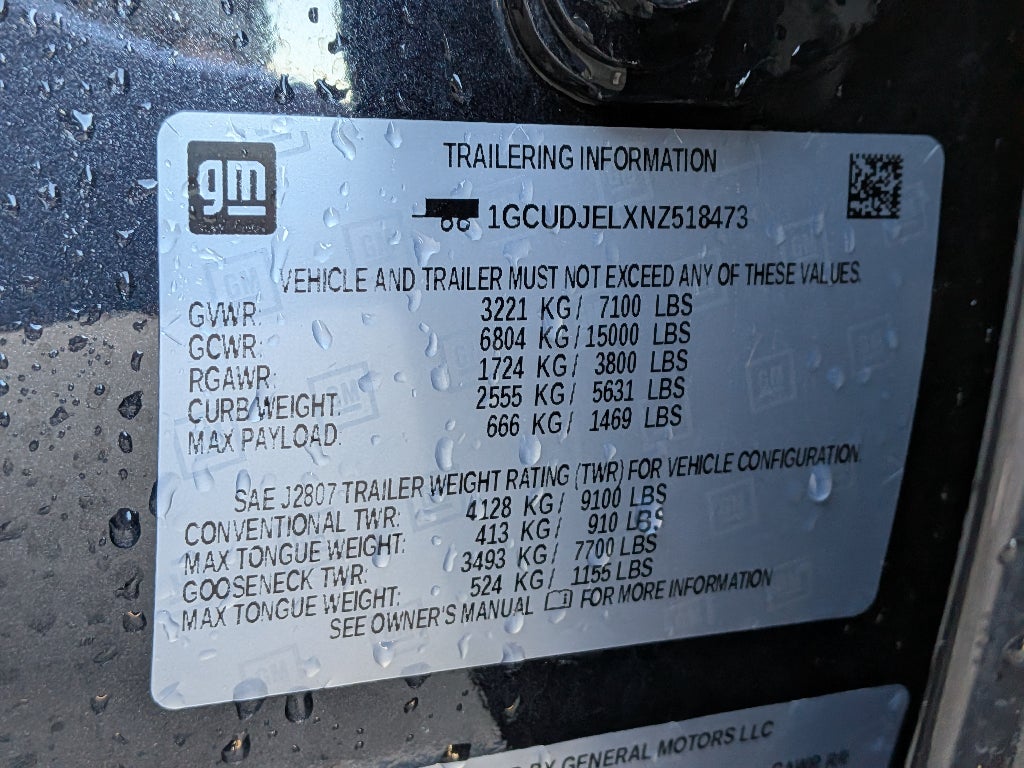 gm
TRAILERING INFORMATION
1GCUDJELXNZ518473
VEHICLE AND TRAILER MUST NOT EXCEED ANY OF THESE VALUES.
GVWR: 3221 KG/ 7100 LBS
GCWR: 6804 KG/15000 LBS
RGAWR: 1724 KG/ 3800 LBS
CURB WEIGHT: 2555 KG/ 5631 LBS
MAX PAYLOAD: 666 KG/ 1469 LBS
SAE J2807 TRAILER WEIGHT RATING (TWR) FOR VEHICLE CONFIGURATION.
CONVENTIONAL TWR: 4128 KG/ 9100 LBS
MAX TONGUE WEIGHT: 413 KG/ 910 LBS
GOOSENECK TWR: 3493 KG/ 7700 LBS
MAX TONGUE WEIGHT: 524 KG/ 1155 LBS
SEE OWNER'S MANUAL FOR MORE INFORMATION
BY GENERAL MOTORS LLC